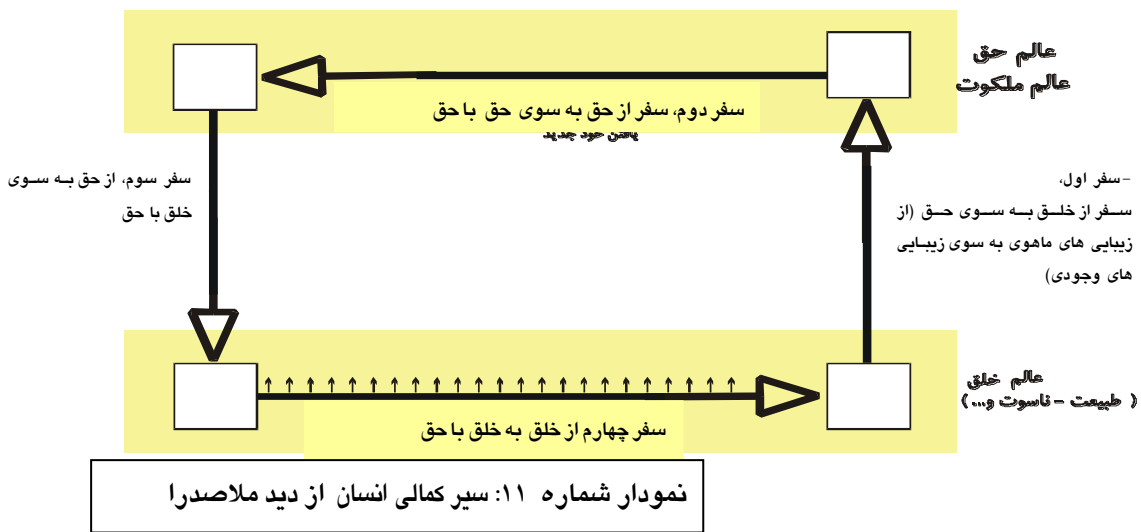 عالم حق
عالم ملکوت
سفر دوم، سفر از حق به سوی حق با حق
یافتن خود جدید
سفر سوم، از حق به سوی
خلق با حق
-سفر اول،
سفر از خلق به سوی حق (از
زیبایی های ماهوی به سوی زیبایی
های وجودی)
عالم خلق
( طبیعت - ناسوت و...)
سفر چهارم از خلق به خلق با حق
نمودار شماره ۱۱: سیر کمالی انسان از دید ملاصدرا